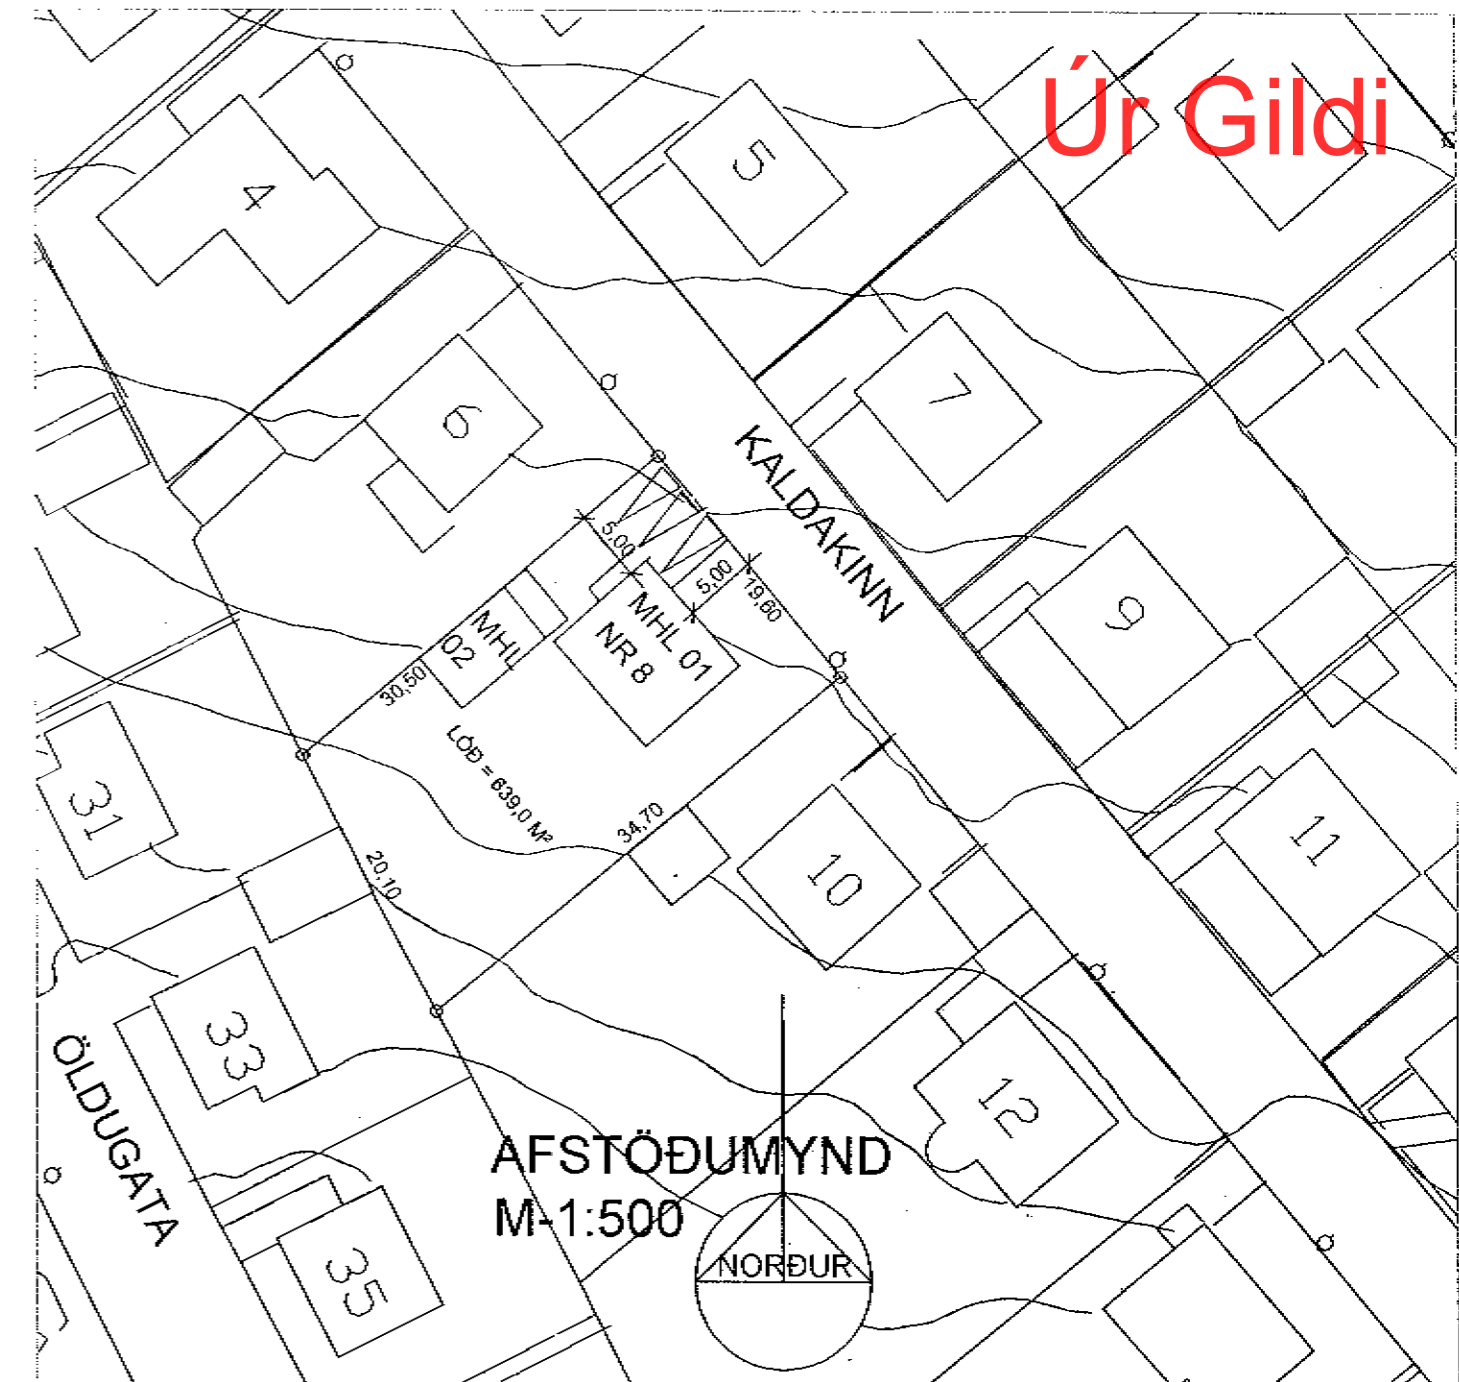 Úr Gildi
4
5
6
7
KALDAKINN
5,00
5,00
19,60
MHL 01
NR 8
MHL
02
30,50
9
LÓÐ = 639,0 M²
34,70
31
20,10
10
11
33
ÖLDUGATA
12
AFSTÖÐUMYND
M-1:500
NORÐUR
35